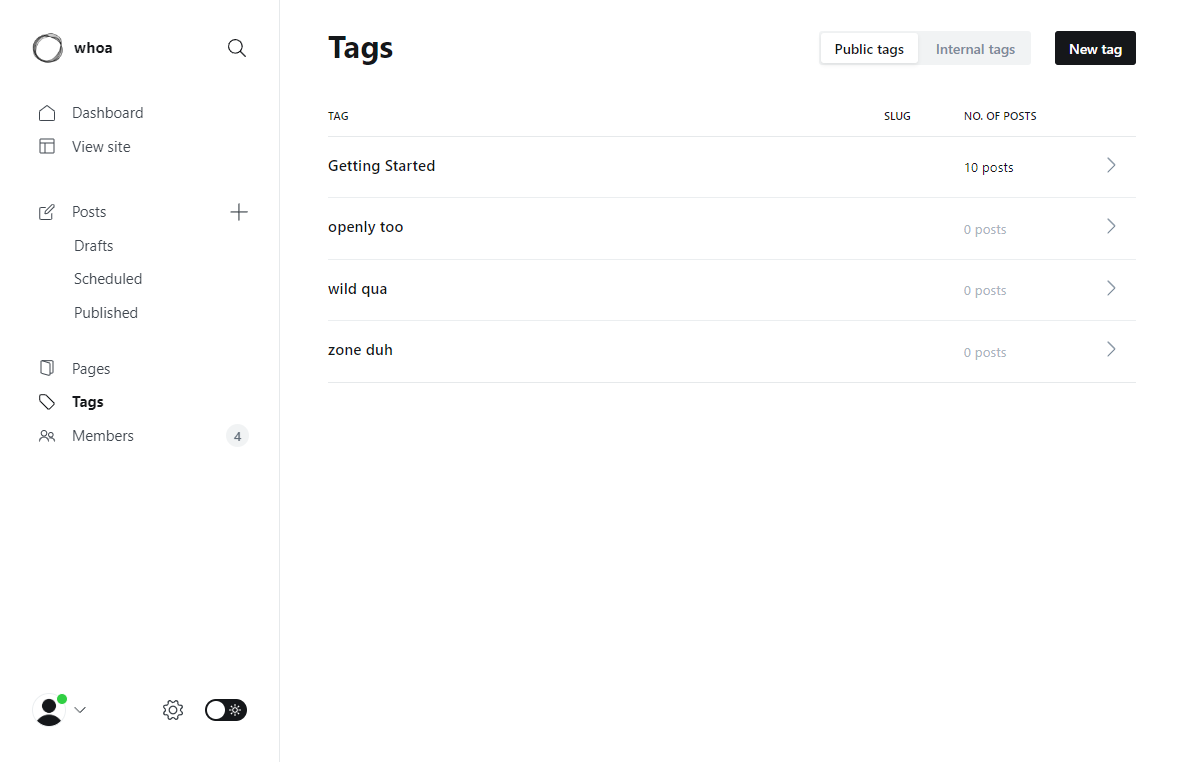 whoa
Dashboard
View site
Posts
Drafts
Scheduled
Published
Pages
Tags
Members 4
Tags
Public tags Internal tags New tag
TAG SLUG NO. OF POSTS
Getting Started 10 posts
openly too 0 posts
wild qua 0 posts
zone duh 0 posts